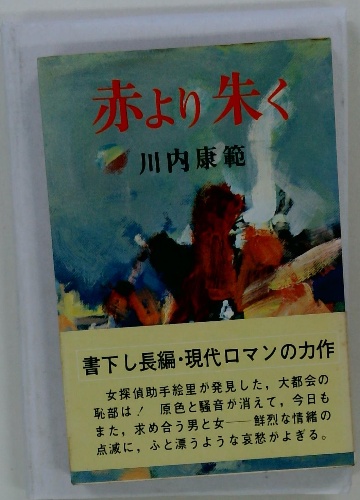 赤より朱く
川内康範
書下し長編・現代ロマンの力作
女探偵助手絵里が発見した，大都会の
恥部は！　原色と騒音が消えて，今日も
また，求め合う男と女――鮮烈な情緒の
点滅に，ふと漂うような哀愁がよぎる。